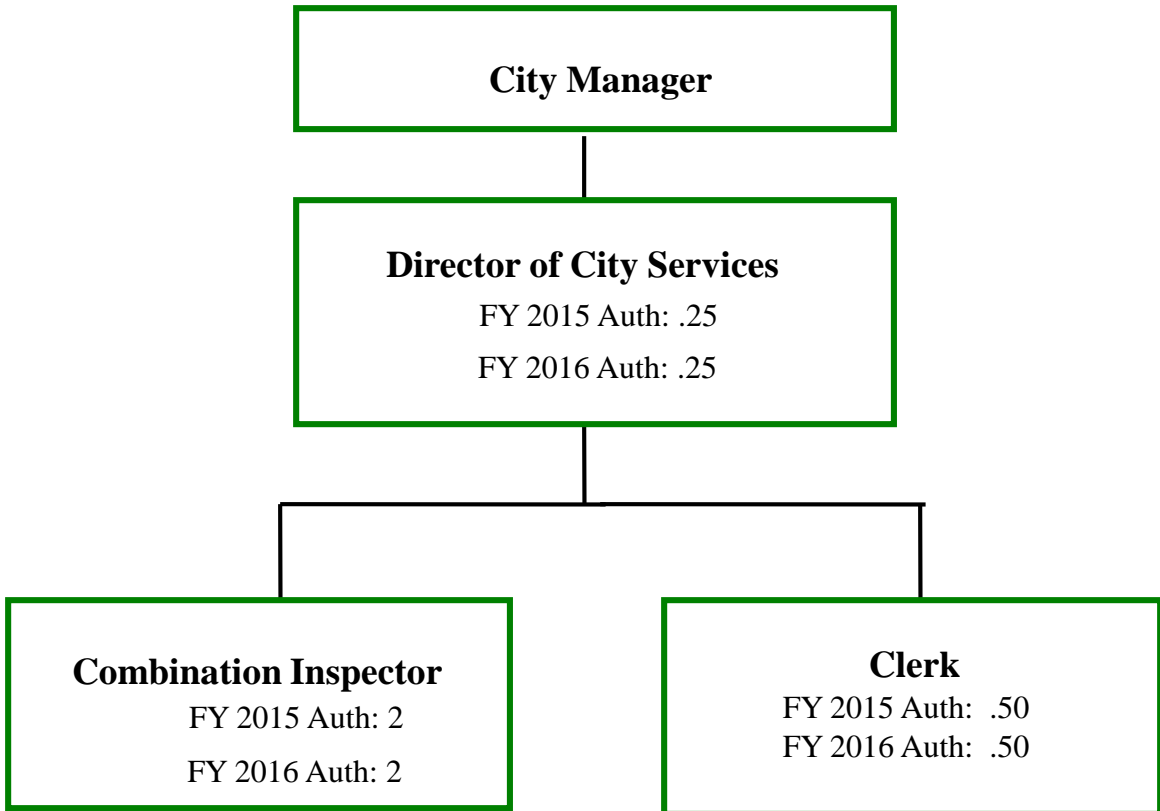 City Manager
Director of City Services
FY 2015 Auth: .25
FY 2016 Auth: .25
Combination Inspector
FY 2015 Auth: 2
FY 2016 Auth: 2
Clerk
FY 2015 Auth: .50
FY 2016 Auth: .50